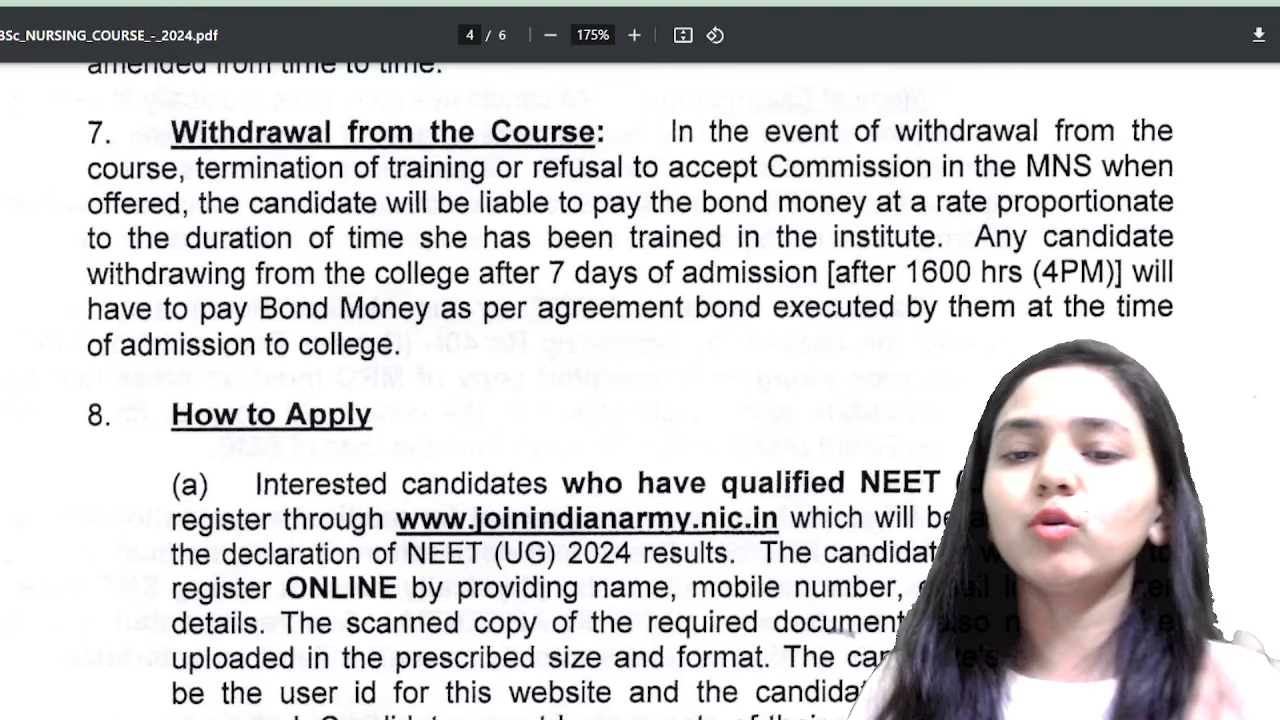 BSc_NURSING_COURSE_-_2024.pdf
4 / 6
175%
amended from time to time.
7. Withdrawal from the Course: In the event of withdrawal from the
course, termination of training or refusal to accept Commission in the MNS when
offered, the candidate will be liable to pay the bond money at a rate proportionate
to the duration of time she has been trained in the institute. Any candidate
withdrawing from the college after 7 days of admission [after 1600 hrs (4PM)] will
have to pay Bond Money as per agreement bond executed by them at the time
of admission to college.
8. How to Apply
(a) Interested candidates who have qualified NEET
register through www.joinindianarmy.nic.in which will be
the declaration of NEET (UG) 2024 results. The to
register ONLINE by providing name, mobile number,
details. The scanned copy of the required also
uploaded in the prescribed size and format. The
be the user id for this website and the